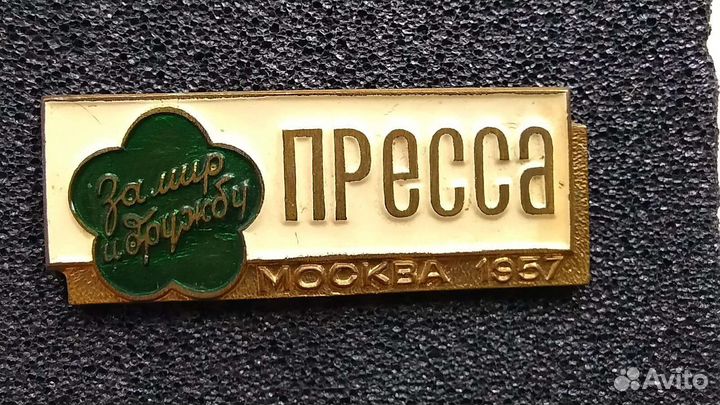 За мир
и дружбу
ПРЕССА
МОСКВА 1957
Avito